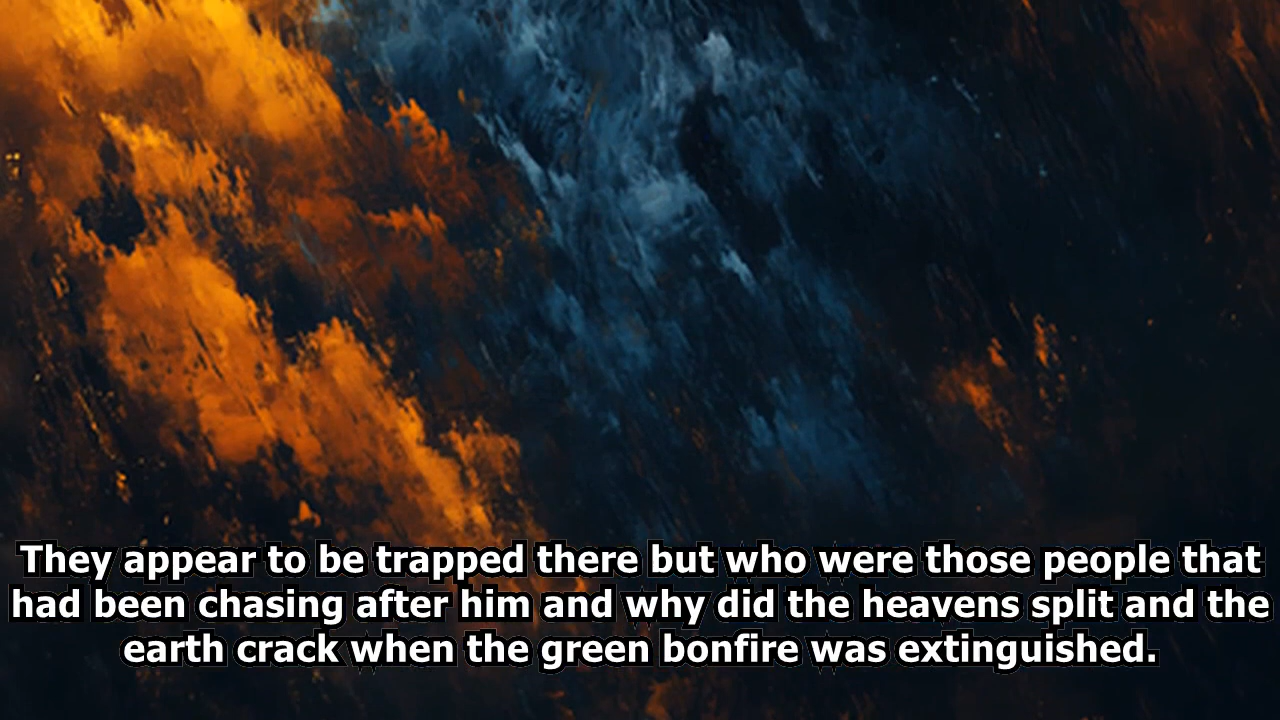 They appear to be trapped there but who were those people that
had been chasing after him and why did the heavens split and the
earth crack when the green bonfire was extinguished.